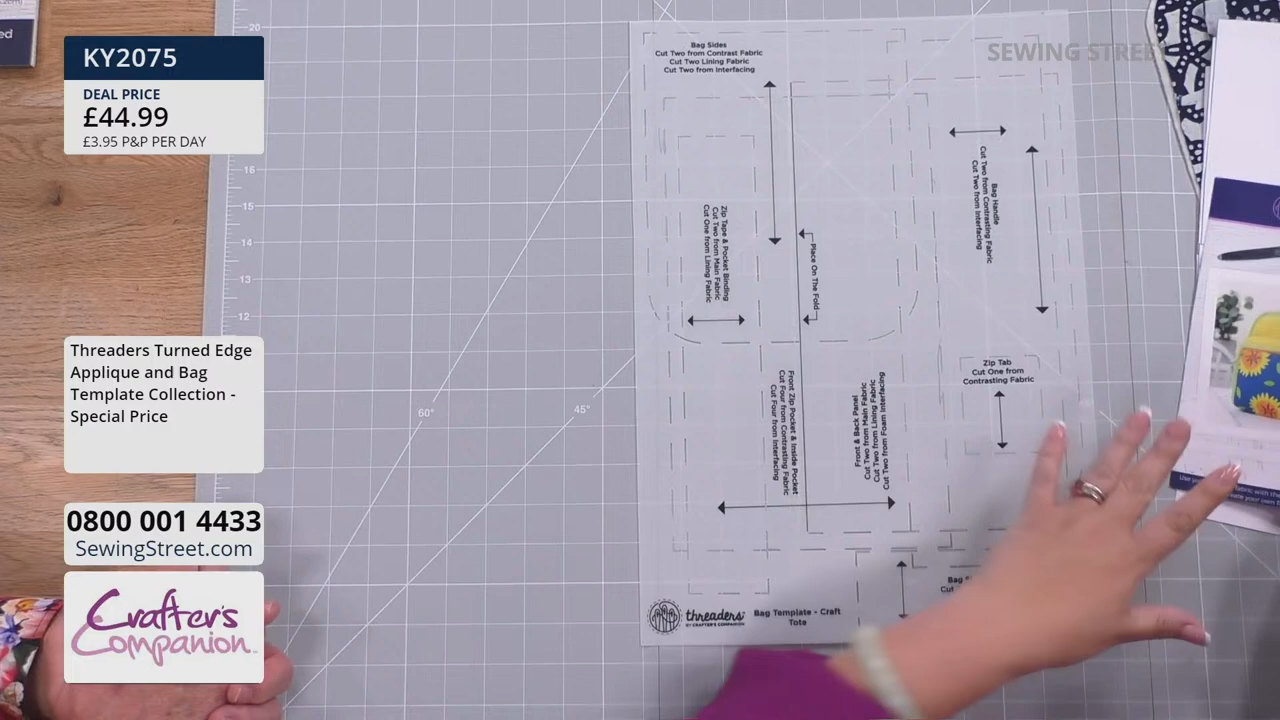 KY2075
DEAL PRICE
£44.99
£3.95 P&P PER DAY
Threaders Turned Edge
Applique and Bag
Template Collection -
Special Price
0800 001 4433
SewingStreet.com
Crafter's
Companion
SEWING STREET
ed
20
16
15
14
13
12
60°
45°
Bag Sides
Cut Two from Contrast Fabric
Cut Two Lining Fabric
Cut Two from Interfacing
Zip Tape & Pocket Binding
Cut Two from Main Fabric
Cut One from Lining Fabric
Place On The Fold
Bag Handle
Cut Two from Contrasting Fabric
Cut Two from Interfacing
Zip Tab
Cut One from
Contrasting Fabric
Front Zip Pocket & Inside Pocket
Cut Four from Contrasting Fabric
Cut Four from Interfacing
Front & Back Panel
Cut Two from Main Fabric
Cut Two from Lining Fabric
Cut Two from Foam Interfacing
Bag
Cut
threaders
BY CRAFTER'S COMPANION
Bag Template - Craft
Tote